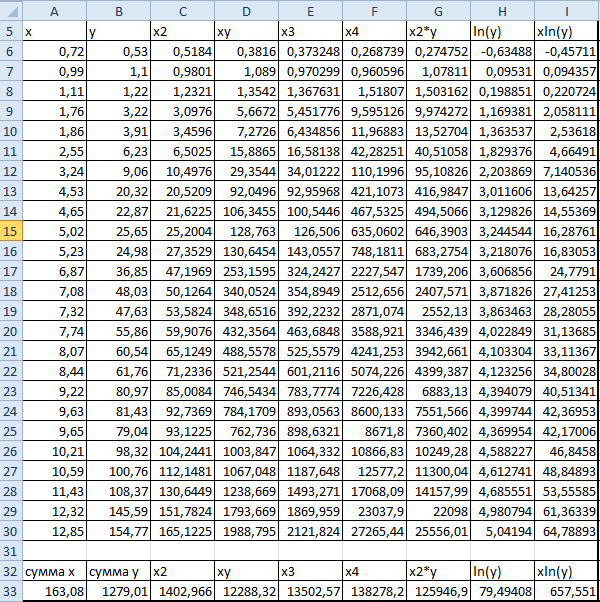 A B C D E F G H I
5 x y x2 xy x3 x4 x2*y ln(y) xln(y)
6 0,72 0,53 0,5184 0,3816 0,373248 0,268739 0,274752 -0,63488 -0,45711
7 0,99 1,1 0,9801 1,089 0,970299 0,960596 1,07811 0,09531 0,094357
8 1,11 1,22 1,2321 1,3542 1,367631 1,51807 1,503162 0,198851 0,220724
9 1,76 3,22 3,0976 5,6672 5,451776 9,595126 9,974272 1,169381 2,058111
10 1,86 3,91 3,4596 7,2726 6,434856 11,96883 13,52704 1,363537 2,53618
11 2,55 6,23 6,5025 15,8865 16,58138 42,28251 40,51058 1,829376 4,66491
12 3,24 9,06 10,4976 29,3544 34,01222 110,1996 95,10826 2,203869 7,140536
13 4,53 20,32 20,5209 92,0496 92,95968 421,1073 416,9847 3,011606 13,64257
14 4,65 22,87 21,6225 106,3455 100,5446 467,5325 494,5066 3,129826 14,55369
15 5,02 25,65 25,2004 128,763 126,506 635,0602 646,3903 3,244544 16,28761
16 5,23 24,98 27,3529 130,6454 143,0557 748,1811 683,2754 3,218076 16,83053
17 6,87 36,85 47,1969 253,1595 324,2427 2227,547 1739,206 3,606856 24,7791
18 7,08 48,03 50,1264 340,0524 354,8949 2512,656 2407,571 3,871826 27,41253
19 7,32 47,63 53,5824 348,6516 392,2232 2871,074 2552,13 3,863463 28,28055
20 7,74 55,86 59,9076 432,3564 463,6848 3588,921 3346,439 4,022849 31,13685
21 8,07 60,54 65,1249 488,5578 525,5579 4241,253 3942,661 4,103304 33,11367
22 8,44 61,76 71,2336 521,2544 601,2116 5074,226 4399,387 4,123256 34,80028
23 9,22 80,97 85,0084 746,5434 783,7774 7226,428 6883,13 4,394079 40,51341
24 9,63 81,43 92,7369 784,1709 893,0563 8600,133 7551,566 4,399744 42,36953
25 9,65 79,04 93,1225 762,736 898,6321 8671,8 7360,402 4,369954 42,17006
26 10,21 98,32 104,2441 1003,847 1064,332 10866,83 10249,28 4,588227 46,8458
27 10,59 100,76 112,1481 1067,048 1187,648 12577,2 11300,04 4,612741 48,84893
28 11,43 108,37 130,6449 1238,669 1493,271 17068,09 14157,99 4,685551 53,55585
29 12,32 145,59 151,7824 1793,669 1869,959 23037,9 22098 4,980794 61,36339
30 12,85 154,77 165,1225 1988,795 2121,824 27265,44 25556,01 5,04194 64,78893
31
32 сумма x сумма y x2 xy x3 x4 x2*y ln(y) xln(y)
33 163,08 1279,01 1402,966 12288,32 13502,57 138278,2 125946,9 79,49408 657,551